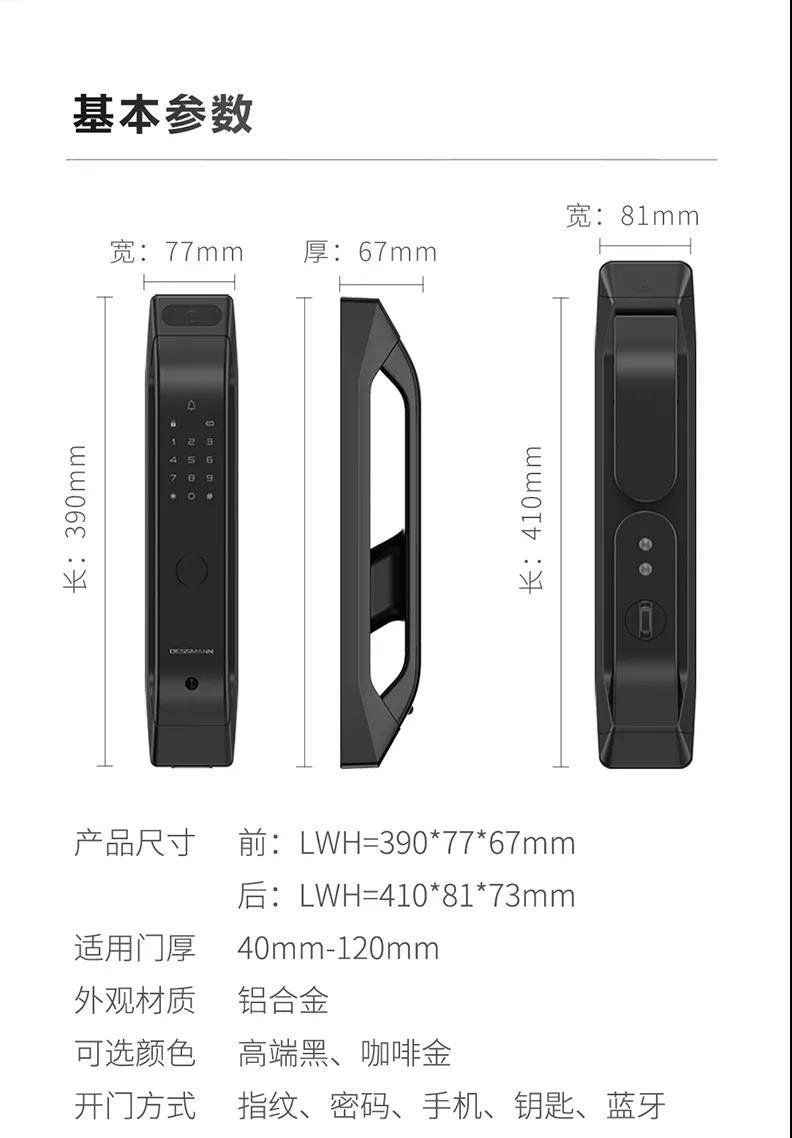 基本参数
宽：81mm
宽：77mm
厚：67mm
长：390mm
长：410mm
1 2 3
4 5 6
7 8 9
* 0 #
DESSMANN
产品尺寸 前：LWH=390*77*67mm
后：LWH=410*81*73mm
适用门厚 40mm-120mm
外观材质 铝合金
可选颜色 高端黑、咖啡金
开门方式 指纹、密码、手机、钥匙、蓝牙